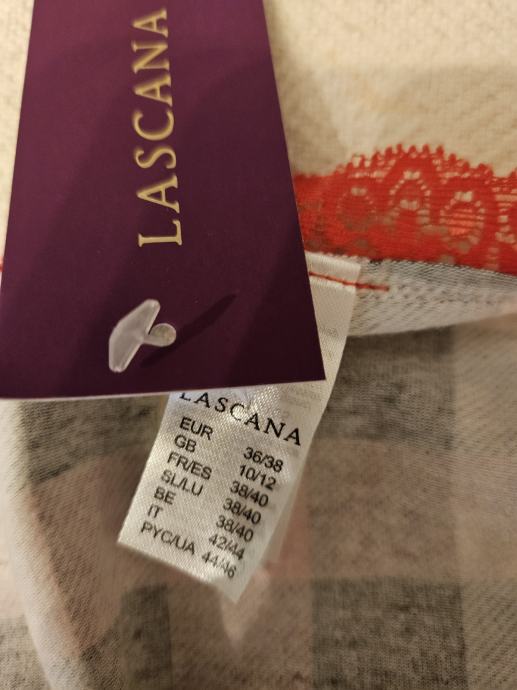 LASCANA
LASCANA
EUR 36/38
GB 10/12
FR/ES 38/40
SL/LU 38/40
BE 38/40
IT 42/44
PYC/UA 44/46